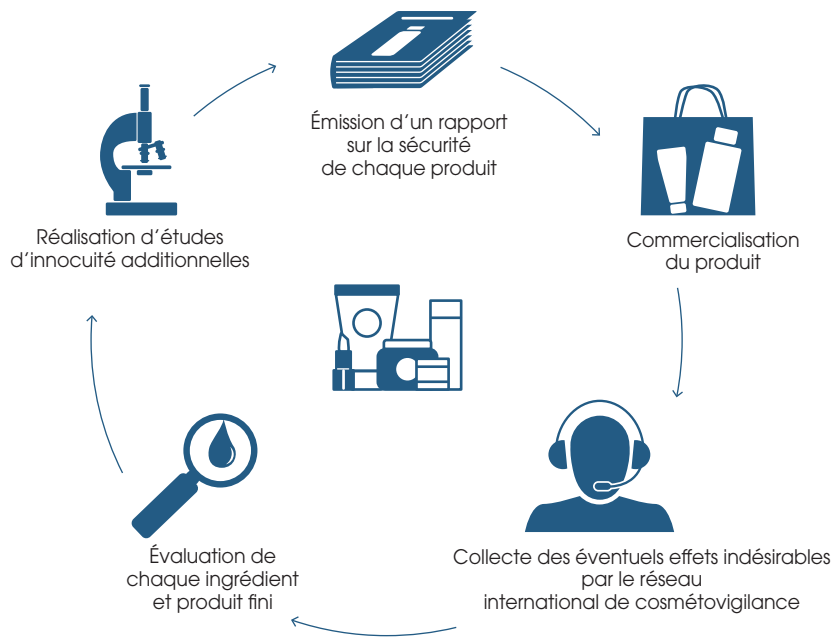 Émission d’un rapport
sur la sécurité
de chaque produit
Commercialisation
du produit
Collecte des éventuels effets indésirables
par le réseau
international de cosmétovigilance
Évaluation de
chaque ingrédient
et produit fini
Réalisation d’études
d’innocuité additionnelles